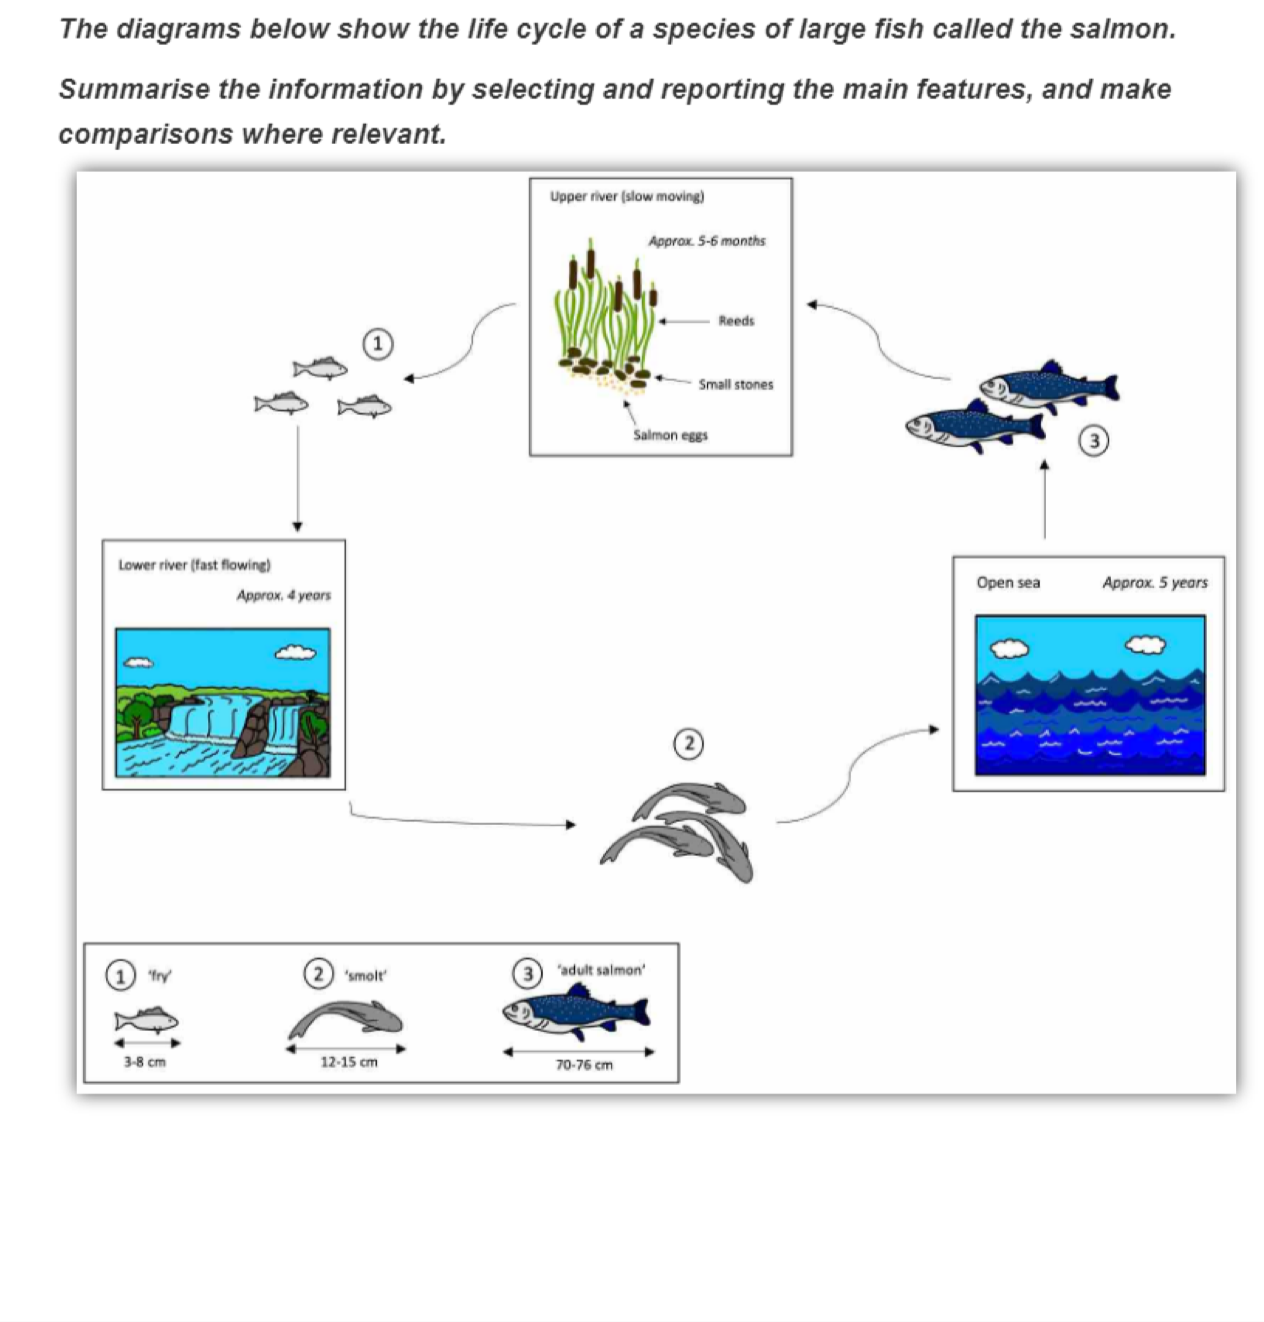 The diagrams below show the life cycle of a species of large fish called the salmon.
Summarise the information by selecting and reporting the main features, and make
comparisons where relevant.
Upper river (slow moving)
Approx. 5-6 months
Reeds
Small stones
Salmon eggs
1
3
Lower river (fast flowing)
Approx. 4 years
Open sea Approx. 5 years
2
1 'fry' 2 'smolt' 3 'adult salmon'
3-8 cm 12-15 cm 70-76 cm